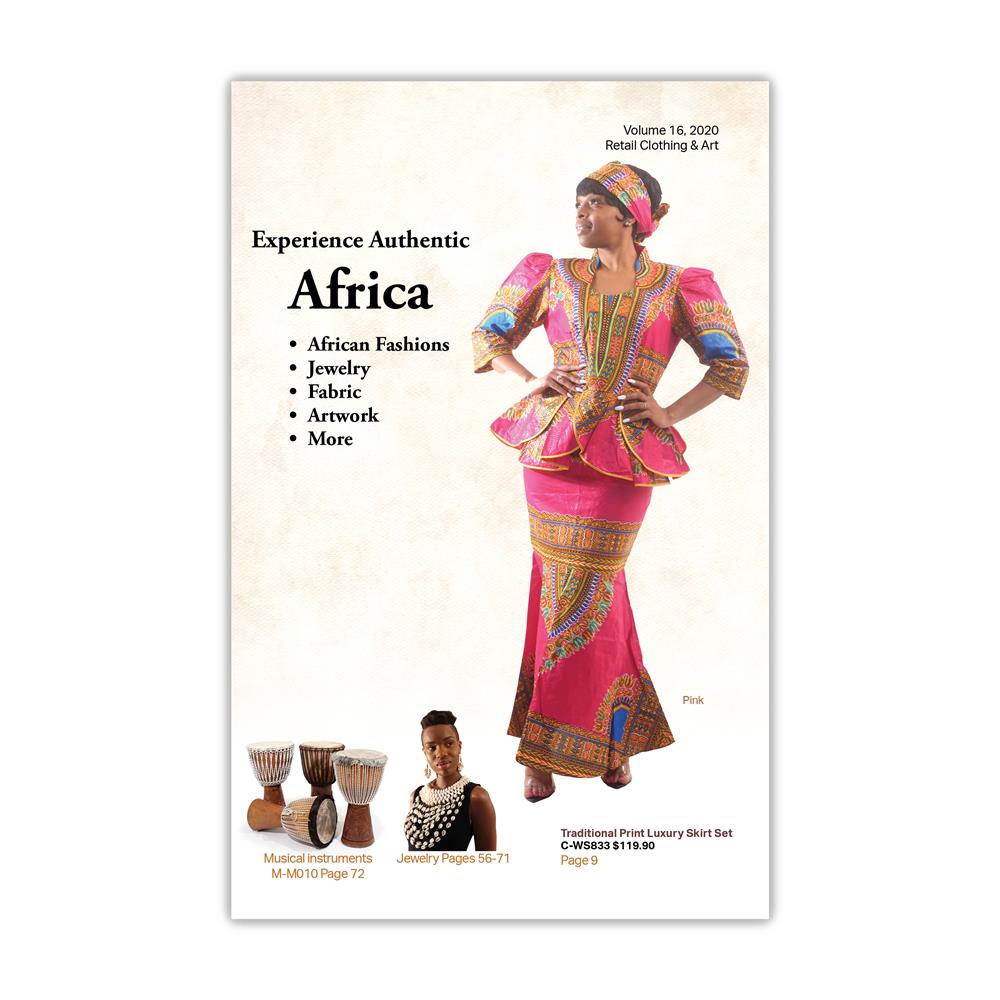 Volume 16, 2020
Retail Clothing & Art
Experience Authentic
Africa
• African Fashions
• Jewelry
• Fabric
• Artwork
• More
Pink
Musical instruments
M-M010 Page 72
Jewelry Pages 56-71
Traditional Print Luxury Skirt Set
C-WS833 $119.90
Page 9